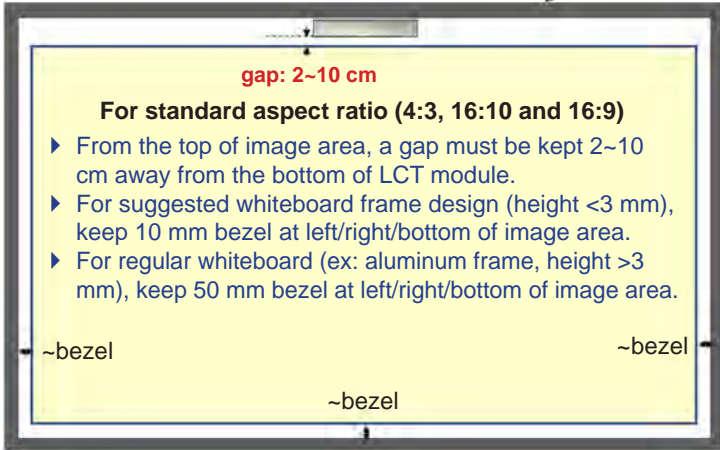 gap: 2~10 cm
For standard aspect ratio (4:3, 16:10 and 16:9)
From the top of image area, a gap must be kept 2~10
cm away from the bottom of LCT module.
For suggested whiteboard frame design (height <3 mm),
keep 10 mm bezel at left/right/bottom of image area.
For regular whiteboard (ex: aluminum frame, height >3
mm), keep 50 mm bezel at left/right/bottom of image area.
~bezel
~bezel
~bezel